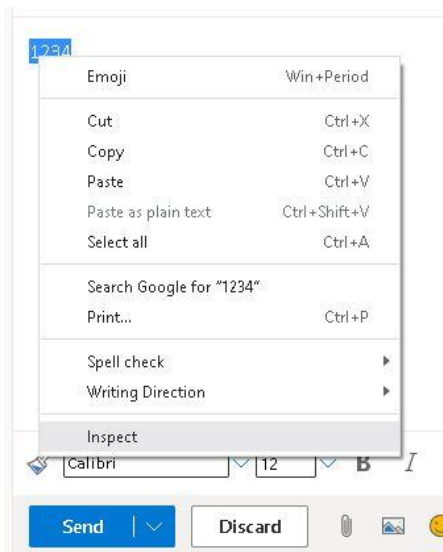 1234
Emoji Win+Period
Cut Ctrl+X
Copy Ctrl+C
Paste Ctrl+V
Paste as plain text Ctrl+Shift+V
Select all Ctrl+A
Search Google for "1234"
Print... Ctrl+P
Spell check
Writing Direction
Inspect
Calibri 12 B I
Send Discard